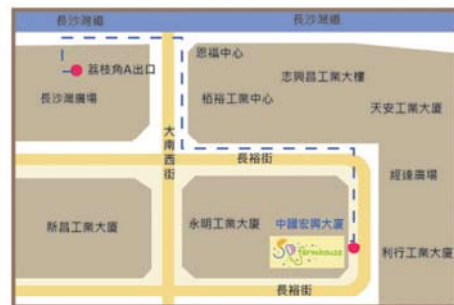 長沙灣道
長沙灣道
恩福中心
荔枝角A出口
志興昌工業大樓
長沙灣廣場
栢裕工業中心
天安工業大廈
大南西街
長裕街
經達廣場
新昌工業大廈
永明工業大廈
中國宏興大廈
farmhouse
利行工業大廈
長裕街